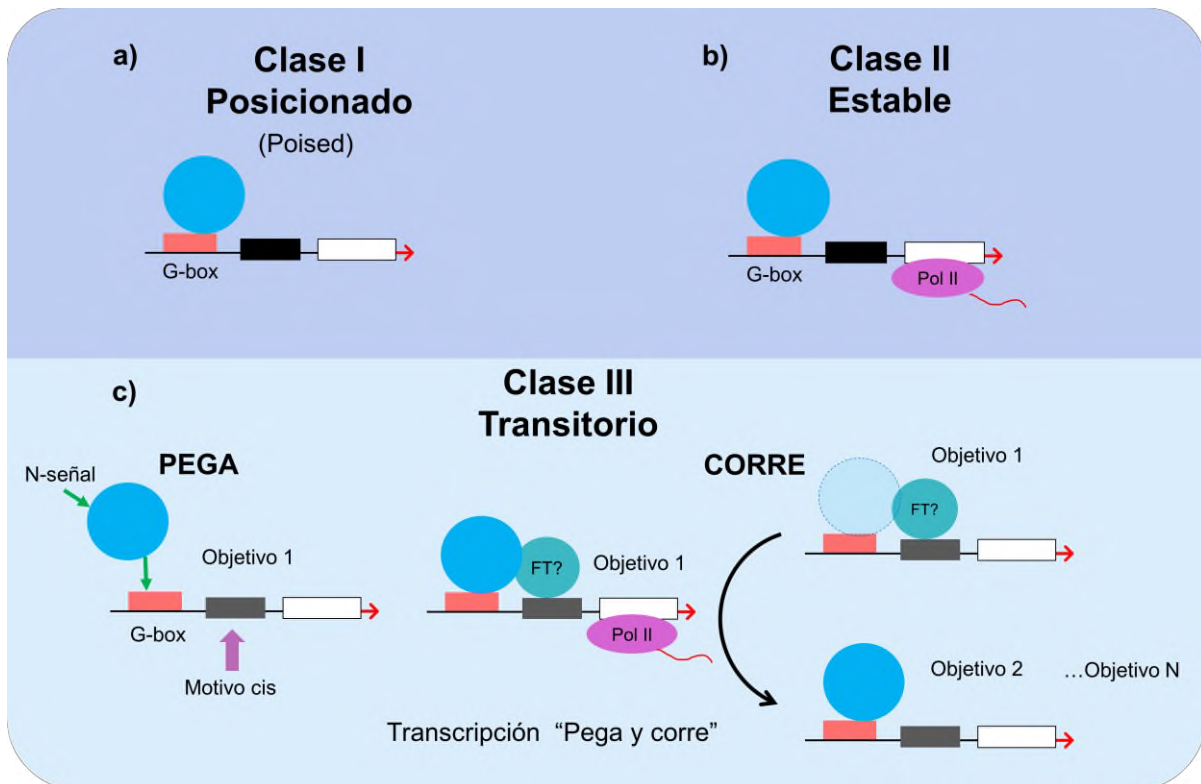 a)
Clase I
Posicionado
(Poised)
G-box
b)
Clase II
Estable
G-box
Pol II
c)
Clase III
Transitorio
PEGA
N-señal
Objetivo 1
G-box
Motivo cis
FT?
Objetivo 1
Pol II
CORRE
Objetivo 1
FT?
Objetivo 2
...Objetivo N
Transcripción “Pega y corre”